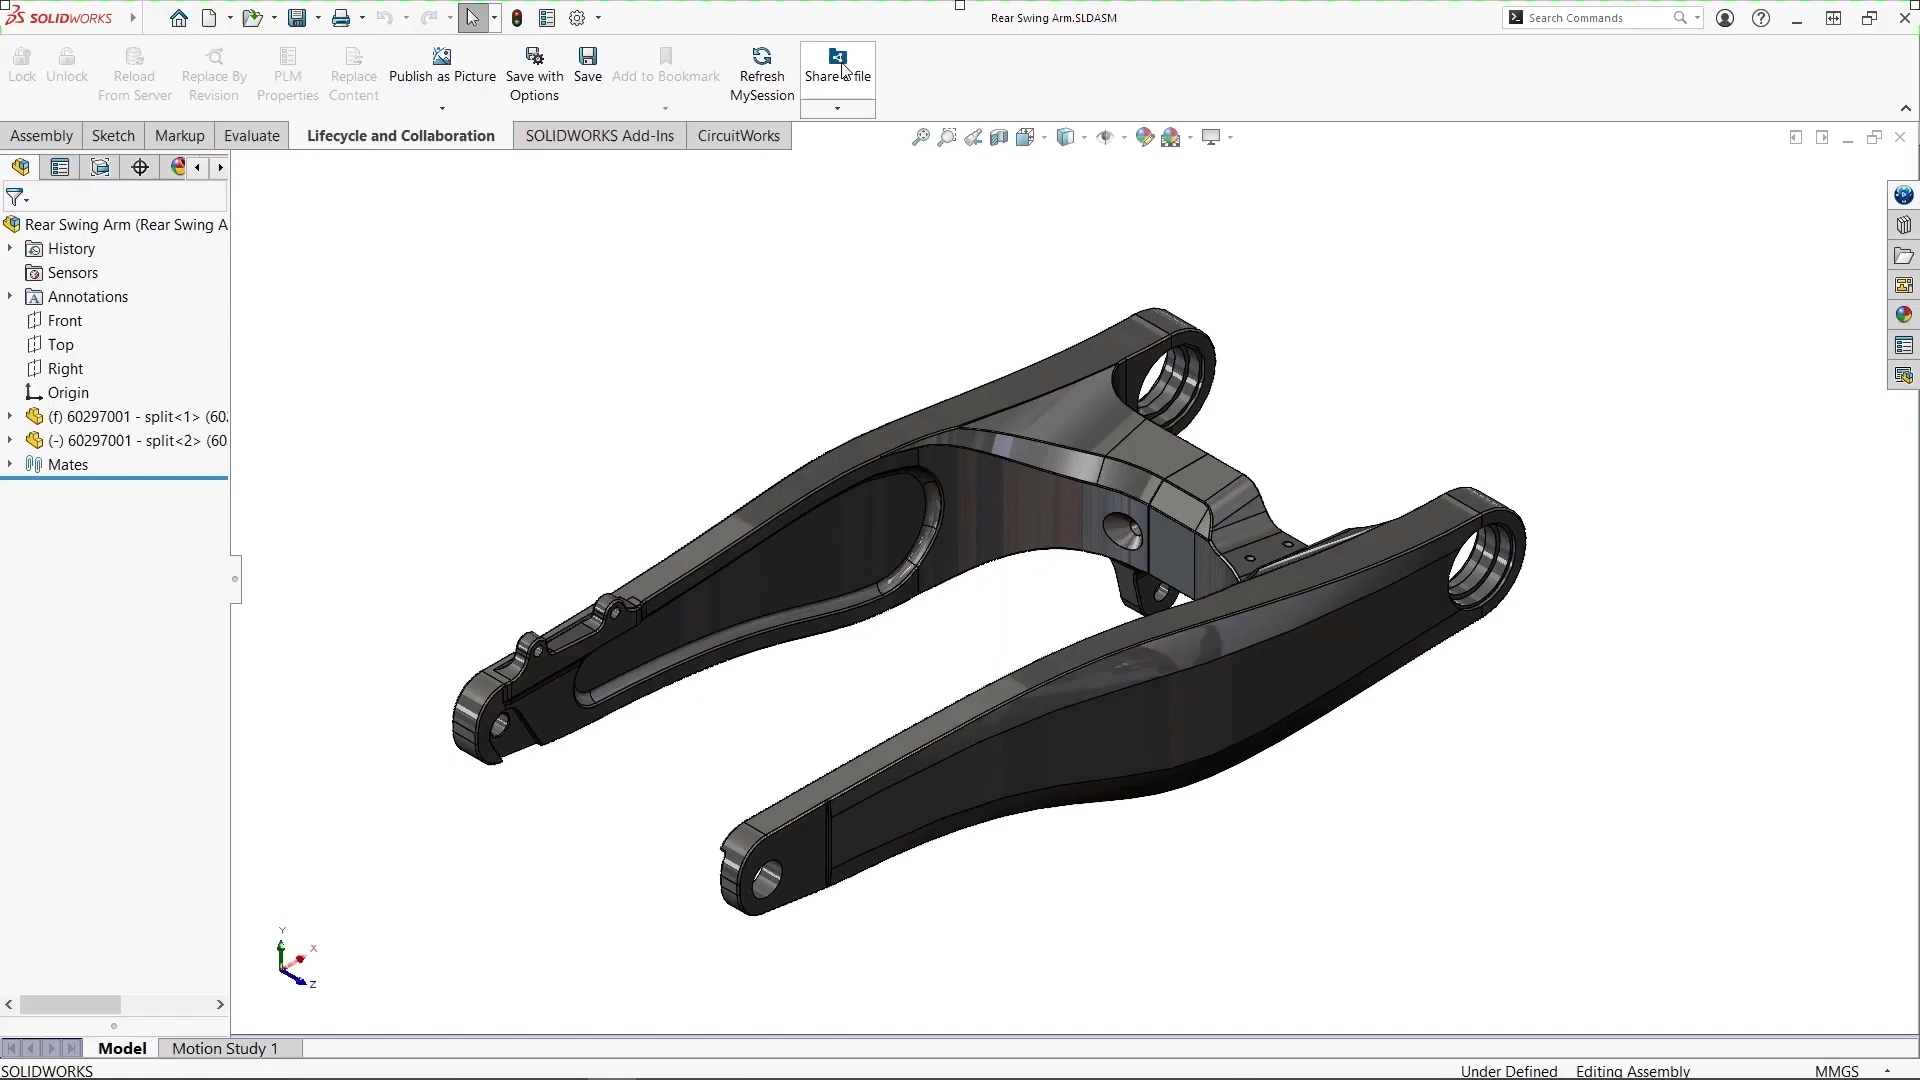 SOLIDWORKS
Rear Swing Arm.SLDASM
Search Commands
Lock
Unlock
Reload
From Server
Replace By
Revision
PLM
Properties
Replace
Content
Publish as Picture
Save with
Options
Save
Add to Bookmark
Refresh
MySession
Share a file
Assembly
Sketch
Markup
Evaluate
Lifecycle and Collaboration
SOLIDWORKS Add-Ins
CircuitWorks
Rear Swing Arm (Rear Swing A
History
Sensors
Annotations
Front
Top
Right
Origin
(f) 60297001 - split<1> (60
(-) 60297001 - split<2> (60
Mates
Y
X
Z
Model
Motion Study 1
SOLIDWORKS
Under Defined
Editing Assembly
MMGS